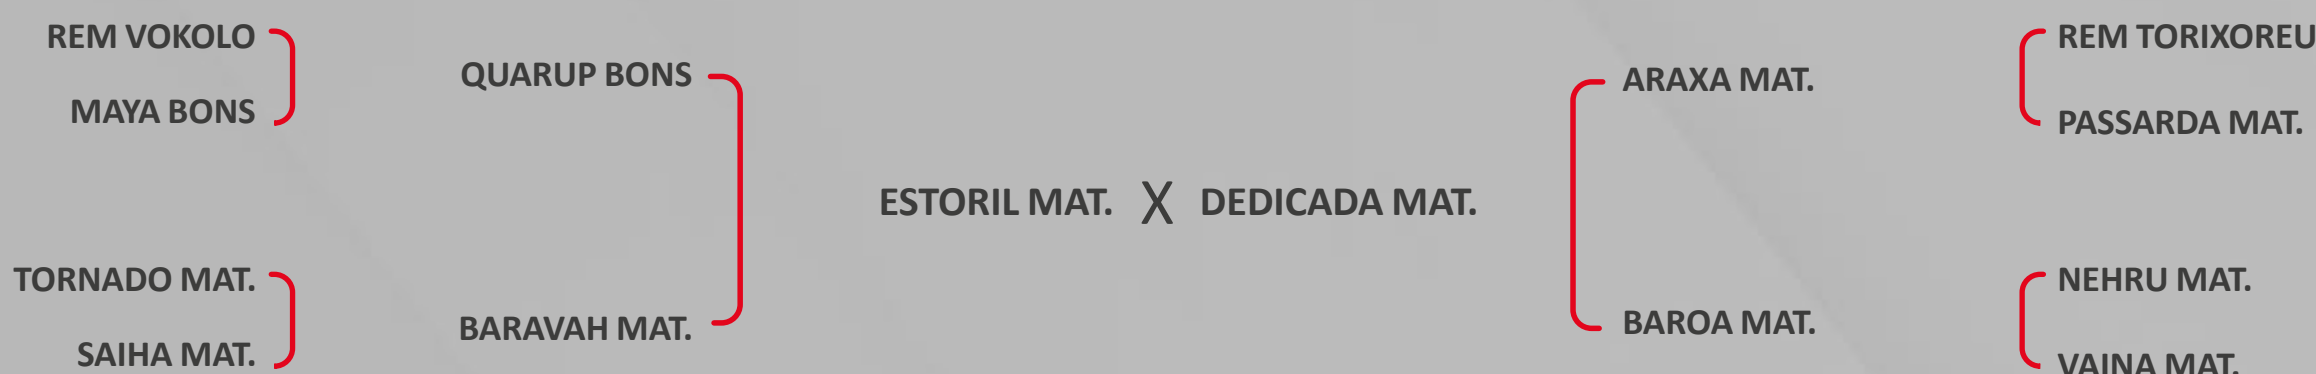 REM VOKOLO
MAYA BONS
QUARUP BONS
TORNADO MAT.
SAIHA MAT.
BARAVAH MAT.
ESTORIL MAT. X DEDICADA MAT.
ARAXA MAT.
BAROA MAT.
REM TORIXOREU
PASSARDA MAT.
NEHRU MAT.
VAINA MAT.